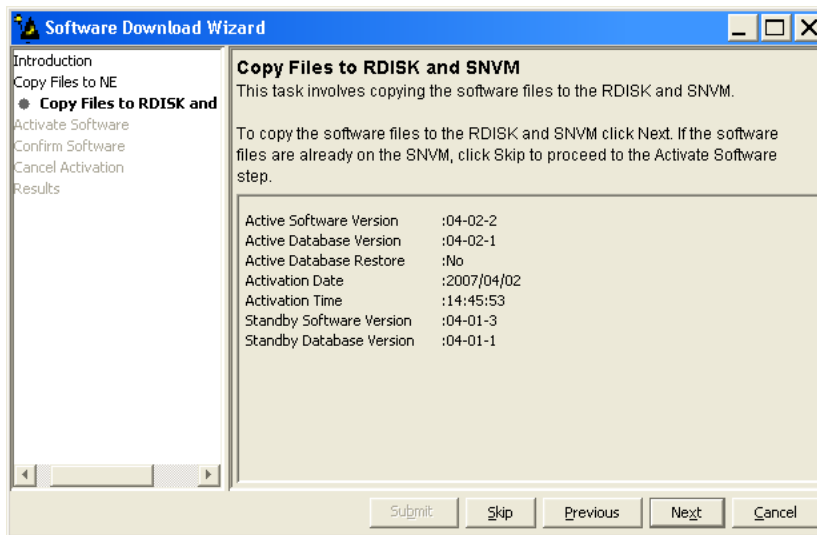 Software Download Wizard
Introduction
Copy Files to NE
Copy Files to RDISK and
Activate Software
Confirm Software
Cancel Activation
Results
Copy Files to RDISK and SNVM
This task involves copying the software files to the RDISK and SNVM.
To copy the software files to the RDISK and SNVM click Next. If the software
files are already on the SNVM, click Skip to proceed to the Activate Software
step.
Active Software Version :04-02-2
Active Database Version :04-02-1
Active Database Restore :No
Activation Date :2007/04/02
Activation Time :14:45:53
Standby Software Version :04-01-3
Standby Database Version :04-01-1
Submit Skip Previous Next Cancel